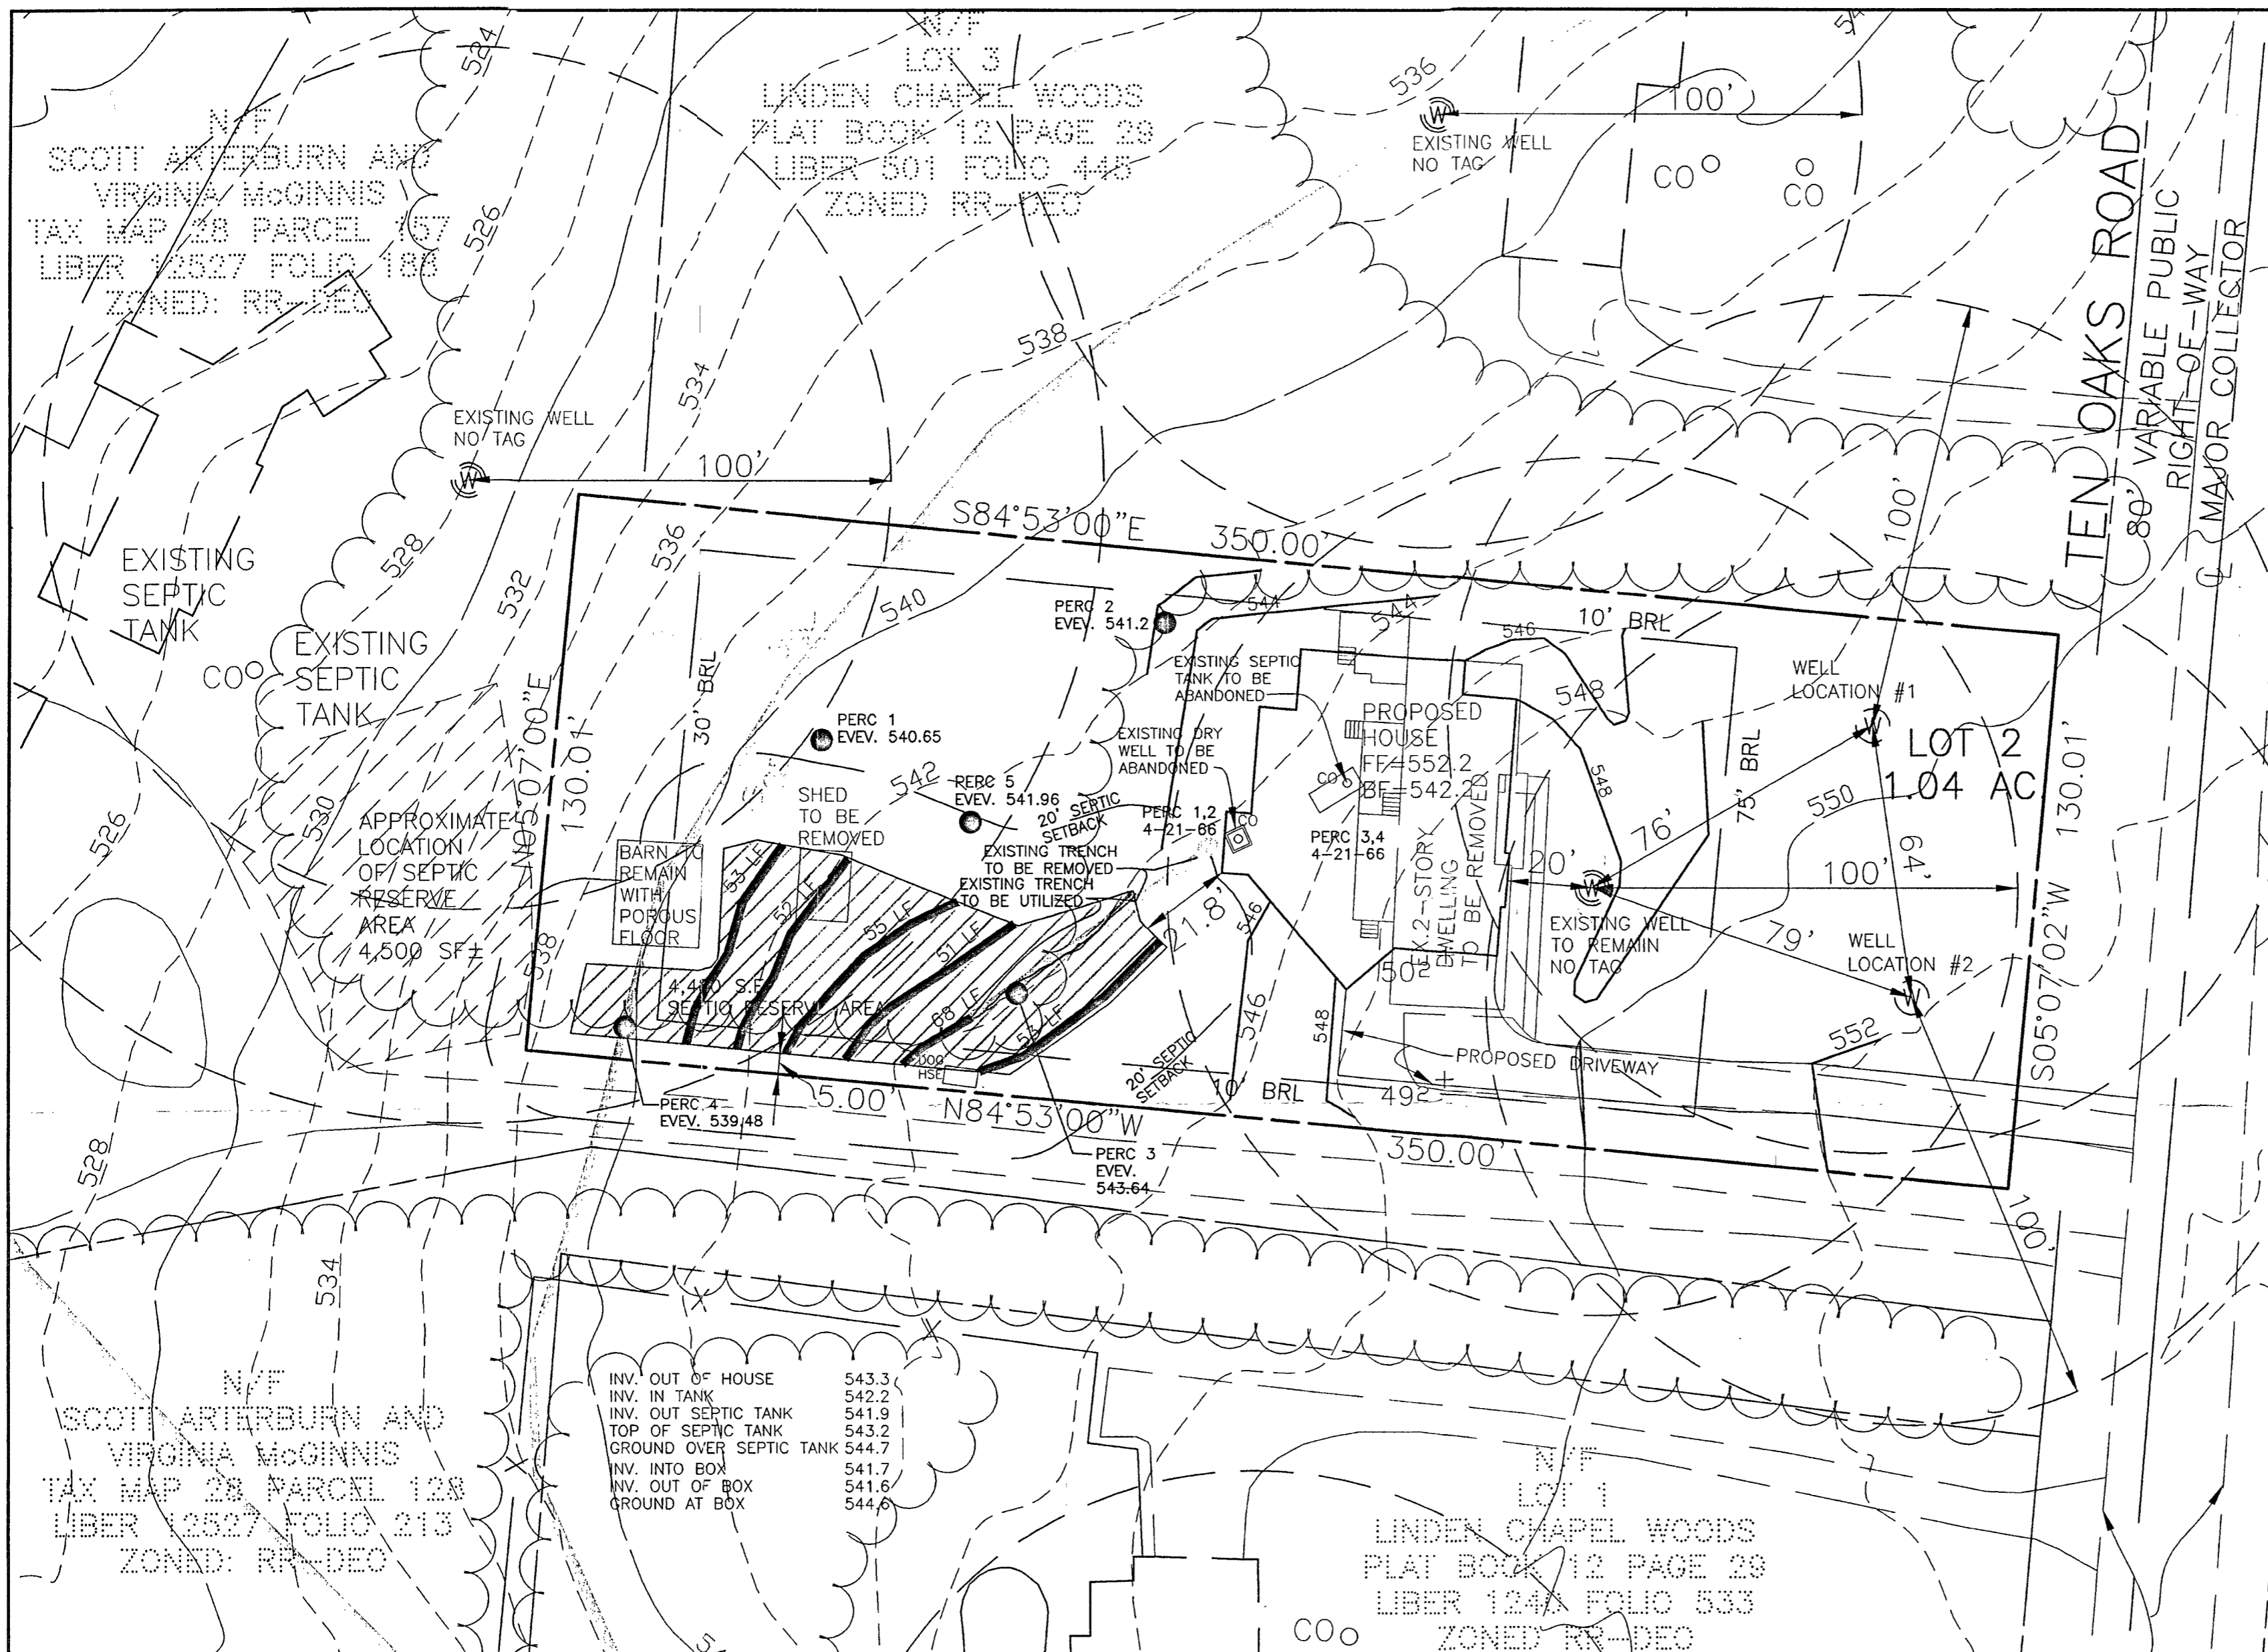 N/F
LOT 3
LINDEN CHAPEL WOODS
PLAT BOOK 12 PAGE 29
LIBER 501 FOLIO 445
ZONED RR-DEO
N/F
SCOTT ARTERBURN AND
VIRGINIA McGINNIS
TAX MAP 28 PARCEL 157
LIBER 12527 FOLIO 188
ZONED: RR-DEO
524
526
536
100'
EXISTING WELL
NO TAG
CO
CO
TEN OAKS ROAD
80' VARIABLE PUBLIC
RIGHT-OF-WAY
MAJOR COLLECTOR
538
534
EXISTING WELL
NO TAG
100'
100'
S84°53'00"E 350.00'
528
532
536
540
EXISTING
SEPTIC
TANK
CO
EXISTING
SEPTIC
TANK
PERC 2
EVEV. 541.2
544
544
546
10' BRL
EXISTING SEPTIC
TANK TO BE
ABANDONED
548
WELL
LOCATION #1
N05°07'00"E
130.01'
30' BRL
PERC 1
EVEV. 540.65
EXISTING DRY
WELL TO BE
ABANDONED
PROPOSED
HOUSE
FF=552.2
BF=542.2
CO
548
75' BRL
LOT 2
1.04 AC
542
PERC 5
EVEV. 541.96
20' SEPTIC
SETBACK
PERC 1,2
4-21-66
CO
PERC 3,4
4-21-66
EX.2-STORY
DWELLING
TO BE REMOVED
76'
550
64'
S05°07'02"W 130.01'
530
526
APPROXIMATE
LOCATION
OF SEPTIC
RESERVE
AREA
4,500 SF±
SHED
TO BE
REMOVED
BARN TO
REMAIN
WITH
POROUS
FLOOR
EXISTING TRENCH
TO BE REMOVED
EXISTING TRENCH
TO BE UTILIZED
53 LF
52 LF
55 LF
51 LF
68 LF
53 LF
21.8'
546
20'
100'
EXISTING WELL
TO REMAIIN
NO TAG
79'
WELL
LOCATION #2
538
S.F.
SEPTIC RESERVE AREA
502
546
548
552
DOG
HSE
20' SEPTIC
SETBACK
PROPOSED DRIVEWAY
10' BRL
492
PERC 4
EVEV. 539.48
5.00'
N84°53'00"W
350.00'
PERC 3
EVEV.
543.64
528
534
100'
INV. OUT OF HOUSE 543.3
INV. IN TANK 542.2
INV. OUT SEPTIC TANK 541.9
TOP OF SEPTIC TANK 543.2
GROUND OVER SEPTIC TANK 544.7
INV. INTO BOX 541.7
INV. OUT OF BOX 541.6
GROUND AT BOX 544.6
N/F
SCOTT ARTERBURN AND
VIRGINIA McGINNIS
TAX MAP 28 PARCEL 128
LIBER 12527 FOLIO 213
ZONED: RR-DEO
N/F
LOT 1
LINDEN CHAPEL WOODS
PLAT BOOK 12 PAGE 29
LIBER FOLIO 533
ZONED RR-DEO
CO